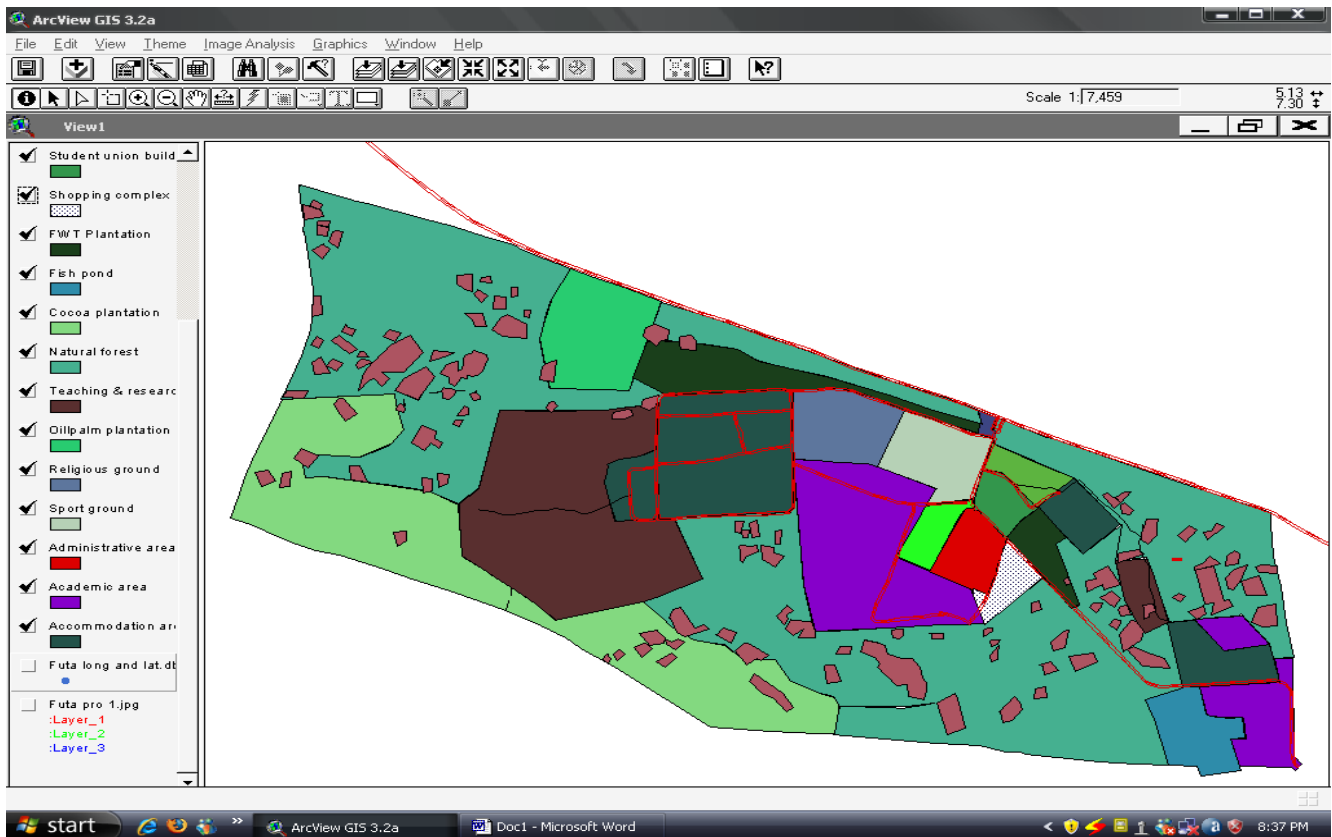 ArcView GIS 3.2a
File Edit View Theme Image Analysis Graphics Window Help
Scale 1: 7,459
5.13
7.30
View1
Student union build
Shopping complex
FWT Plantation
Fish pond
Cocoa plantation
Natural forest
Teaching & researc
Oillpalm plantation
Religious ground
Sport ground
Administrative area
Academic area
Accommodation are
Futa long and lat.db
Futa pro 1.jpg
:Layer_1
:Layer_2
:Layer_3
start » ArcView GIS 3.2a Doc1 - Microsoft Word < 8:37 PM